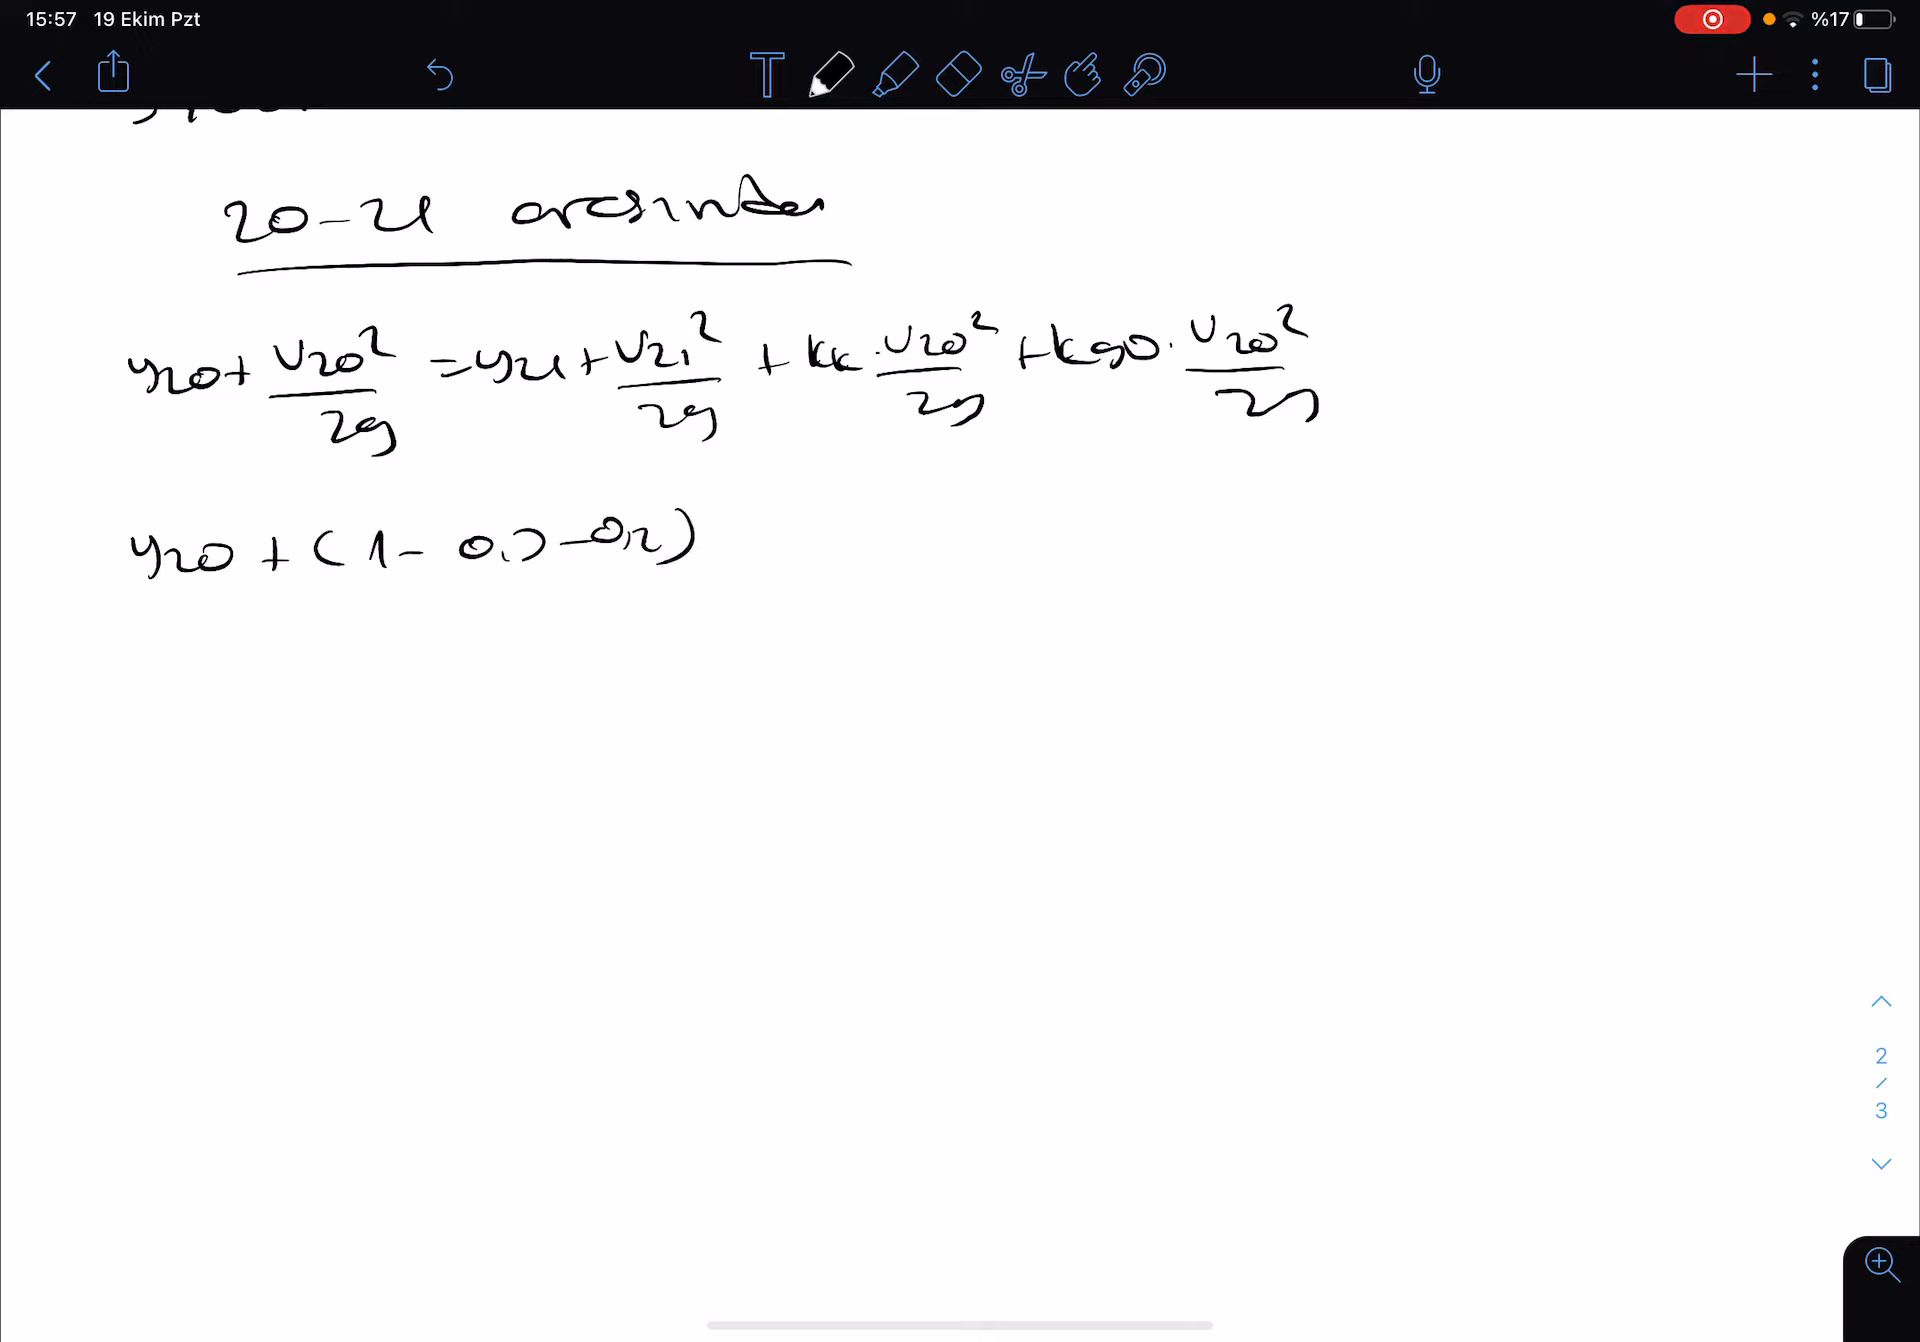 15:57 19 Ekim Pzt %17
20-21 arasında
y20 + V20²/2g = y21 + V21²/2g + kk . V20²/2g + k90 . V20²/2g
y20 + (1 - 0,2 - 0,2)
2
/
3